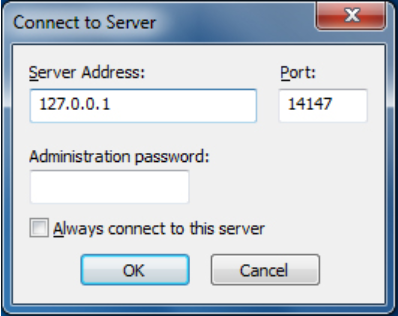 Connect to Server
Server Address: Port:
127.0.0.1 14147
Administration password:
Always connect to this server
OK Cancel